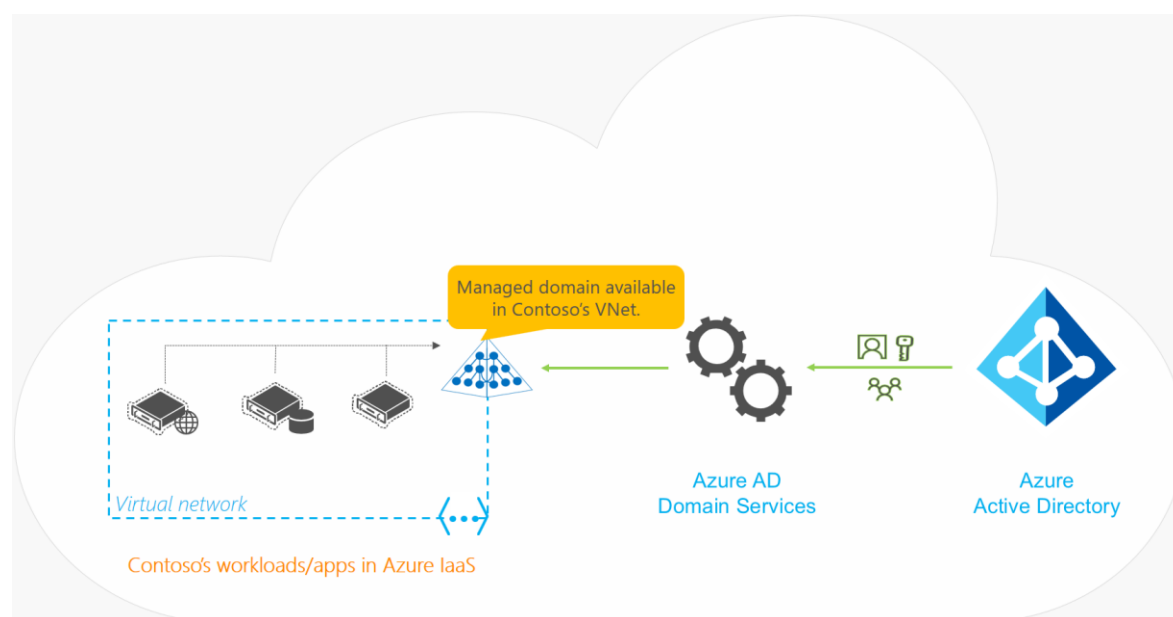 Managed domain available
in Contoso's VNet.
Virtual network
Azure AD
Domain Services
Azure
Active Directory
Contoso's workloads/apps in Azure IaaS